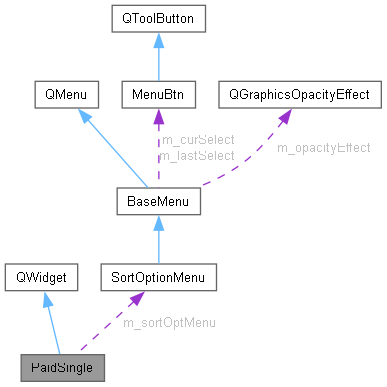 QToolButton
QMenu
MenuBtn
QGraphicsOpacityEffect
m_curSelect
m_lastSelect
m_opacityEffect
BaseMenu
QWidget
SortOptionMenu
m_sortOptMenu
PaidSingle